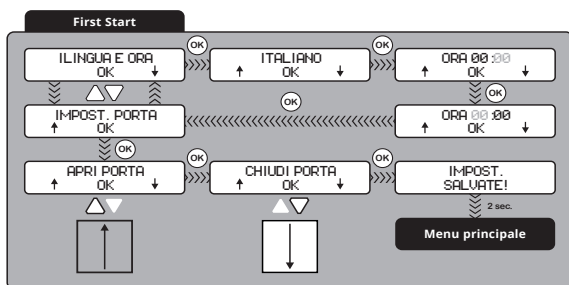 First Start
ILINGUA E ORA
OK ↓
OK
ITALIANO
↑ OK ↓
OK
ORA 00:00
↑ OK ↓
OK
IMPOST. PORTA
↑ OK
OK
ORA 00:00
↑ OK ↓
OK
APRI PORTA
↑ OK ↓
OK
CHIUDI PORTA
↑ OK ↓
OK
IMPOST.
SALVATE!
2 sec.
Menu principale